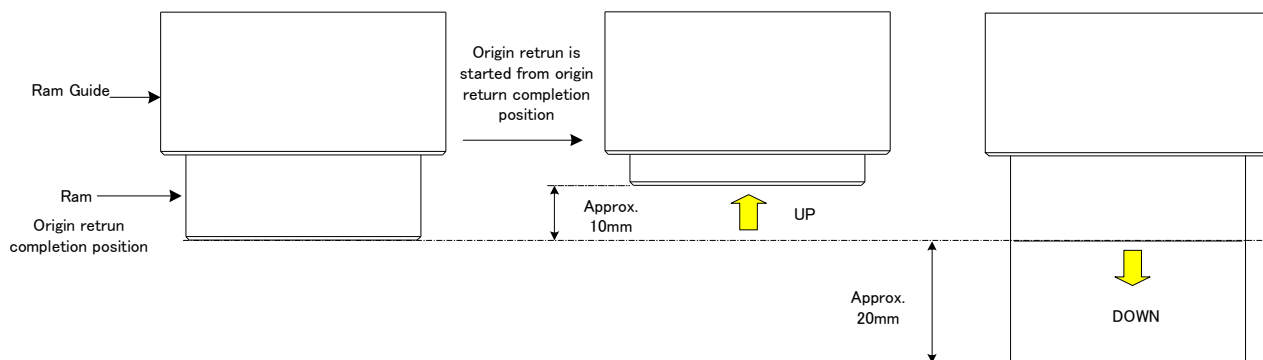 Ram Guide
Ram
Origin retrun
completion position
Origin retrun is
started from origin
return completion
position
Approx.
10mm
UP
Approx.
20mm
DOWN